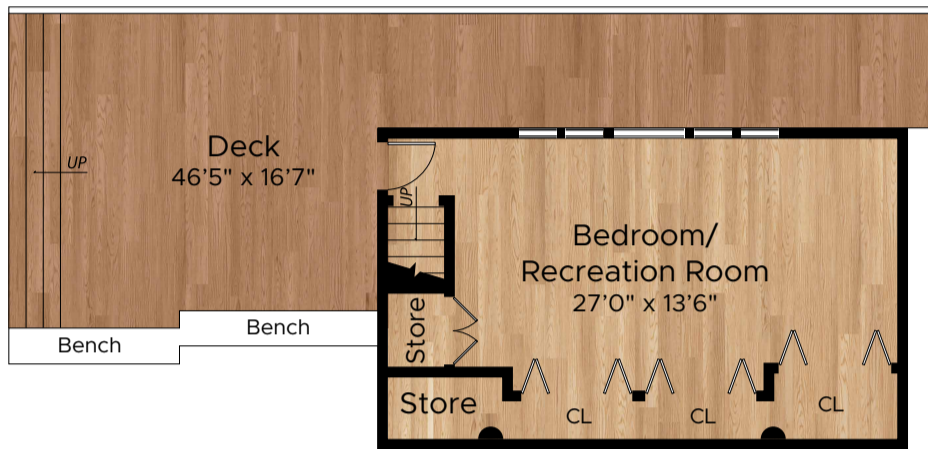 Deck
46'5" x 16'7"
UP
UP
Bedroom/
Recreation Room
27'0" x 13'6"
Bench
Bench
Store
Store
CL
CL
CL